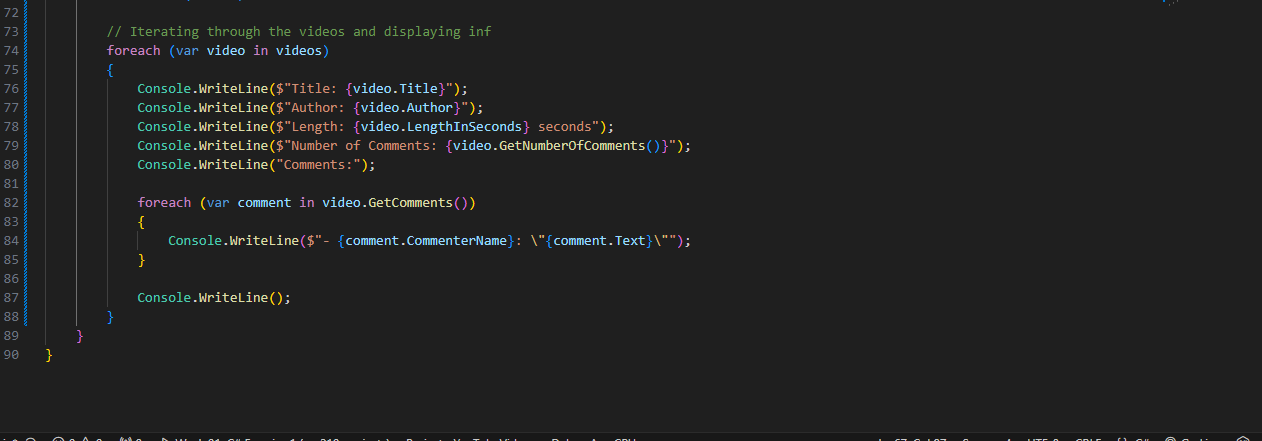 72
73 // Iterating through the videos and displaying inf
74 foreach (var video in videos)
75 {
76 Console.WriteLine($"Title: {video.Title}");
77 Console.WriteLine($"Author: {video.Author}");
78 Console.WriteLine($"Length: {video.LengthInSeconds} seconds");
79 Console.WriteLine($"Number of Comments: {video.GetNumberOfComments()}");
80 Console.WriteLine("Comments:");
81
82 foreach (var comment in video.GetComments())
83 {
84 Console.WriteLine($"- {comment.CommenterName}: \"{comment.Text}\"");
85 }
86
87 Console.WriteLine();
88 }
89 }
90 }